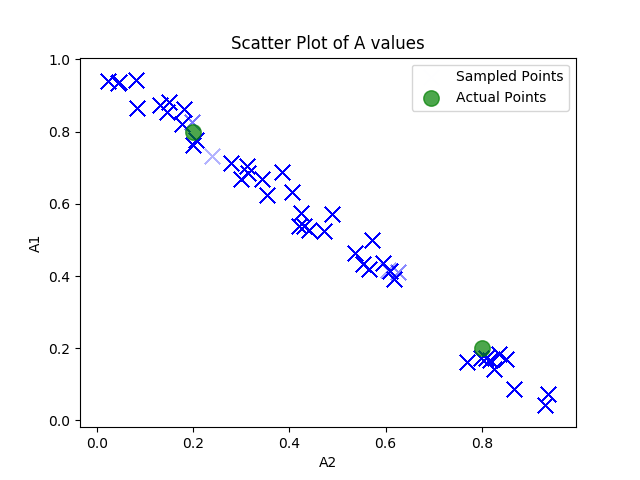 Scatter Plot of A values
Sampled Points
Actual Points
1.0
0.8
0.6
0.4
0.2
0.0
A1
0.0 0.2 0.4 0.6 0.8
A2